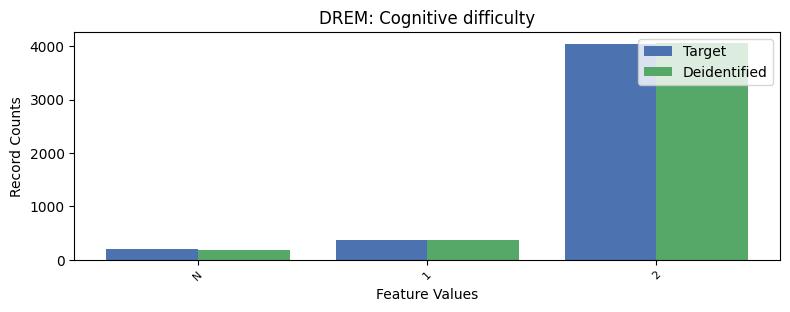 DREM: Cognitive difficulty
Target
Deidentified
Record Counts
4000
3000
2000
1000
0
N
1
2
Feature Values